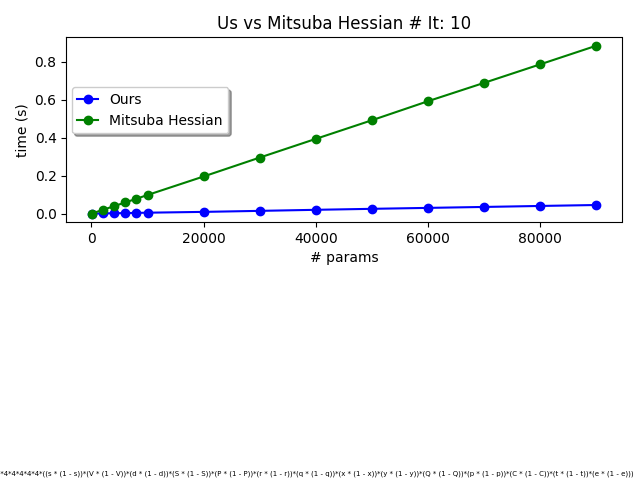 Us vs Mitsuba Hessian # It: 10
0.8
0.6
0.4
0.2
0.0
time (s)
Ours
Mitsuba Hessian
0 20000 40000 60000 80000
# params
*4*4*4*4*4*((s * (1 - s))*(V * (1 - V))*(d * (1 - d))*(S * (1 - S))*(P * (1 - P))*(r * (1 - r))*(q * (1 - q))*(x * (1 - x))*(y * (1 - y))*(Q * (1 - Q))*(p * (1 - p))*(C * (1 - C))*(t * (1 - t))*(e * (1 - e)))